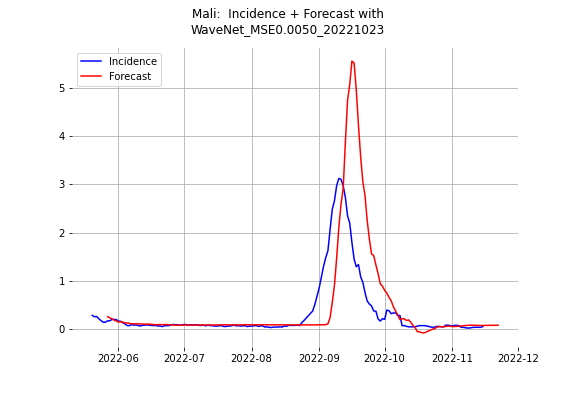 Mali:  Incidence + Forecast with
WaveNet_MSE0.0050_20221023
Incidence
Forecast
5
4
3
2
1
0
2022-06 2022-07 2022-08 2022-09 2022-10 2022-11 2022-12